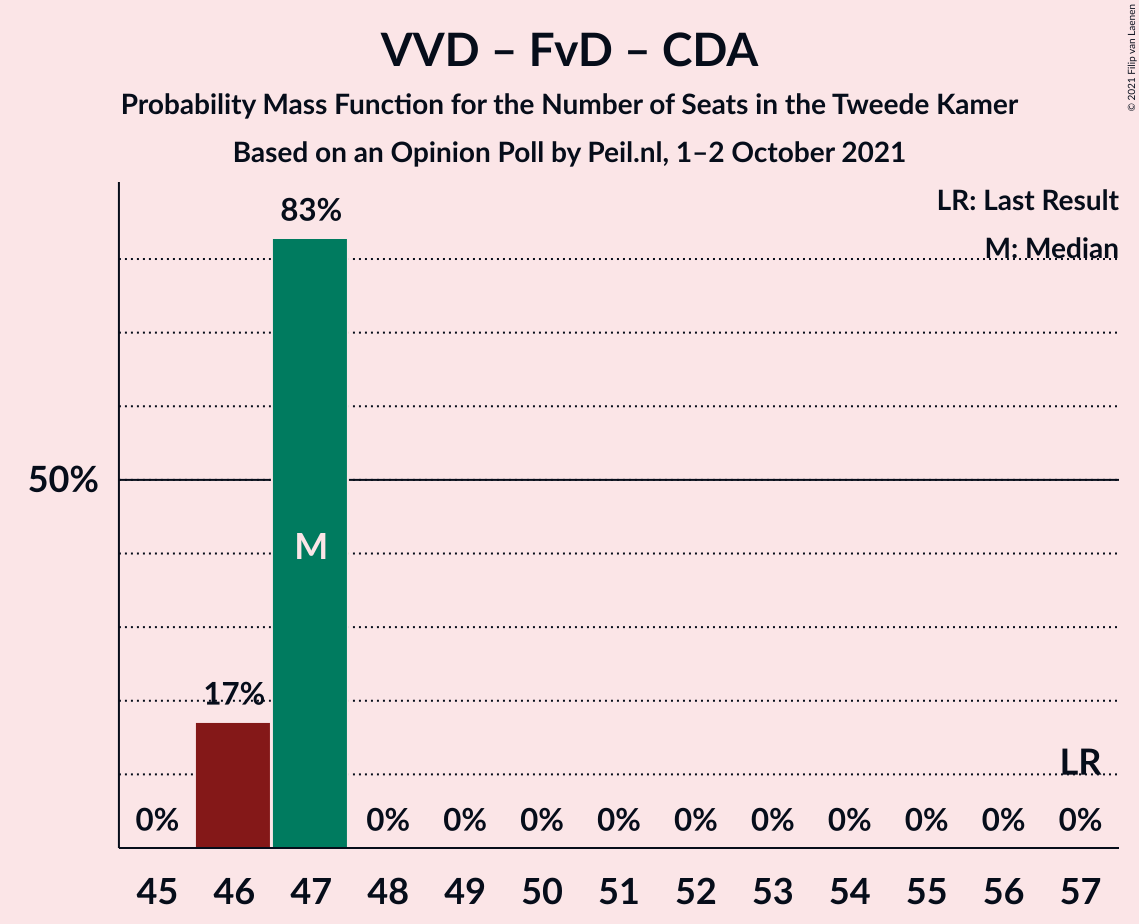 VVD – FvD – CDA
Probability Mass Function for the Number of Seats in the Tweede Kamer
Based on an Opinion Poll by Peil.nl, 1–2 October 2021
© 2021 Filip van Laenen
LR: Last Result
M: Median
83%
50%
M
17%
LR
0% 0% 0% 0% 0% 0% 0% 0% 0% 0% 0%
45 46 47 48 49 50 51 52 53 54 55 56 57